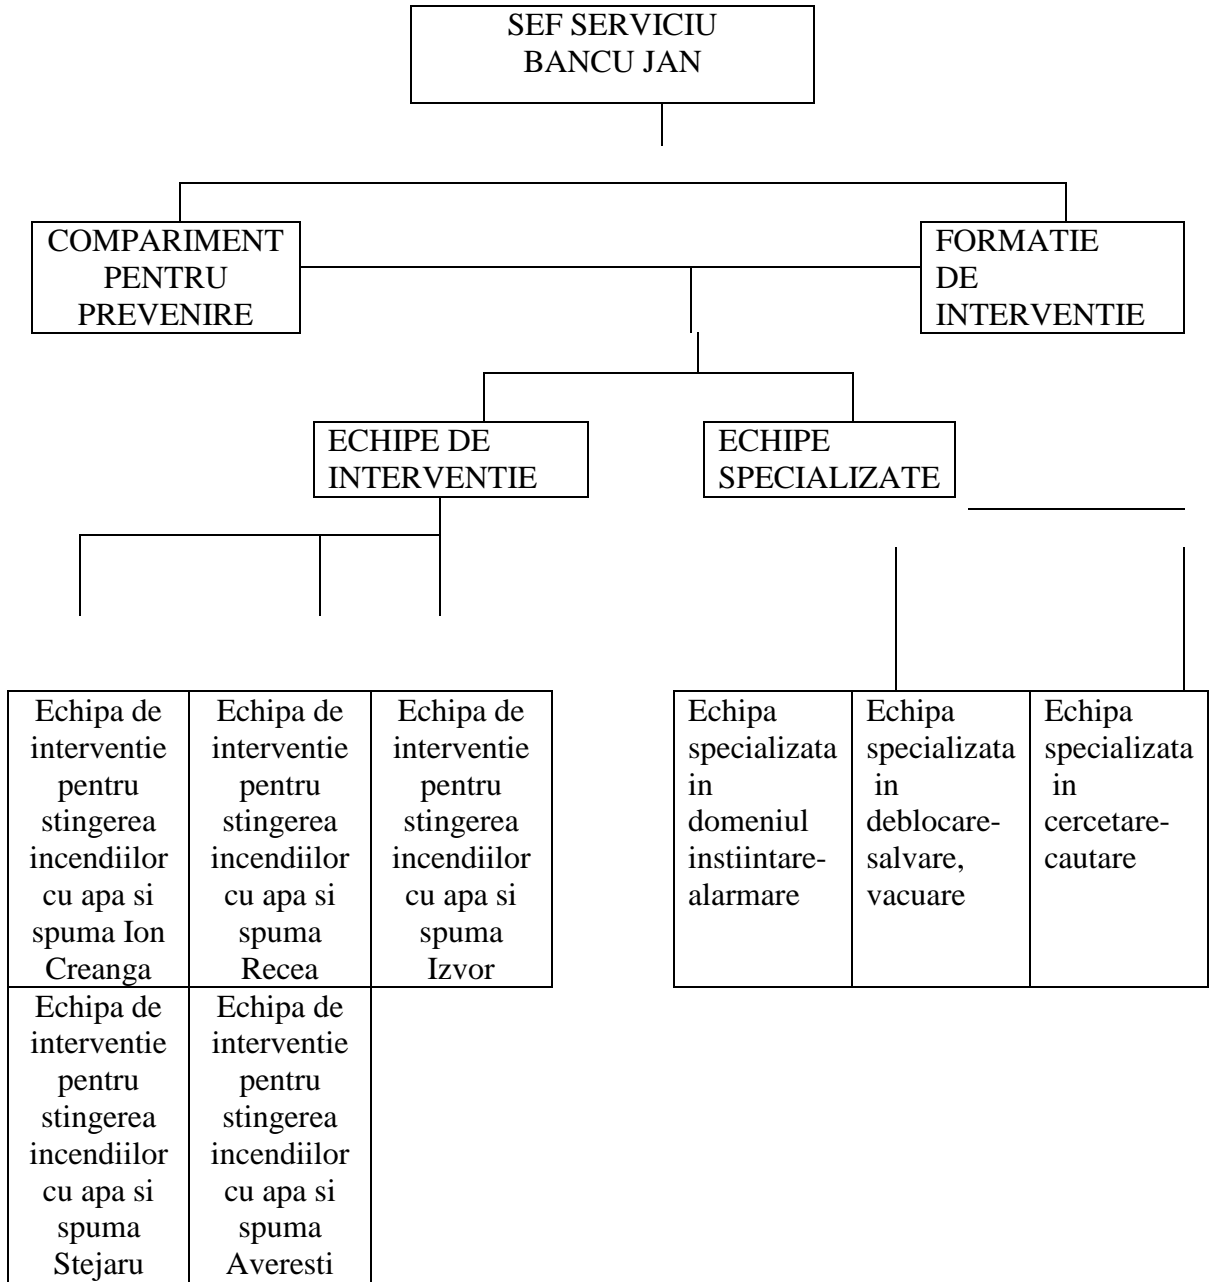 SEF SERVICIU
BANCU JAN
COMPARIMENT
PENTRU
PREVENIRE
FORMATIE
DE
INTERVENTIE
ECHIPE DE
INTERVENTIE
ECHIPE
SPECIALIZATE
Echipa de
interventie
pentru
stingerea
incendiilor
cu apa si
spuma Ion
Creanga
Echipa de
interventie
pentru
stingerea
incendiilor
cu apa si
spuma
Recea
Echipa de
interventie
pentru
stingerea
incendiilor
cu apa si
spuma
Izvor
Echipa
specializata
in
domeniul
instiintare-
alarmare
Echipa
specializata
in
deblocare-
salvare,
vacuare
Echipa
specializata
in
cercetare-
cautare
Echipa de
interventie
pentru
stingerea
incendiilor
cu apa si
spuma
Stejaru
Echipa de
interventie
pentru
stingerea
incendiilor
cu apa si
spuma
Averesti